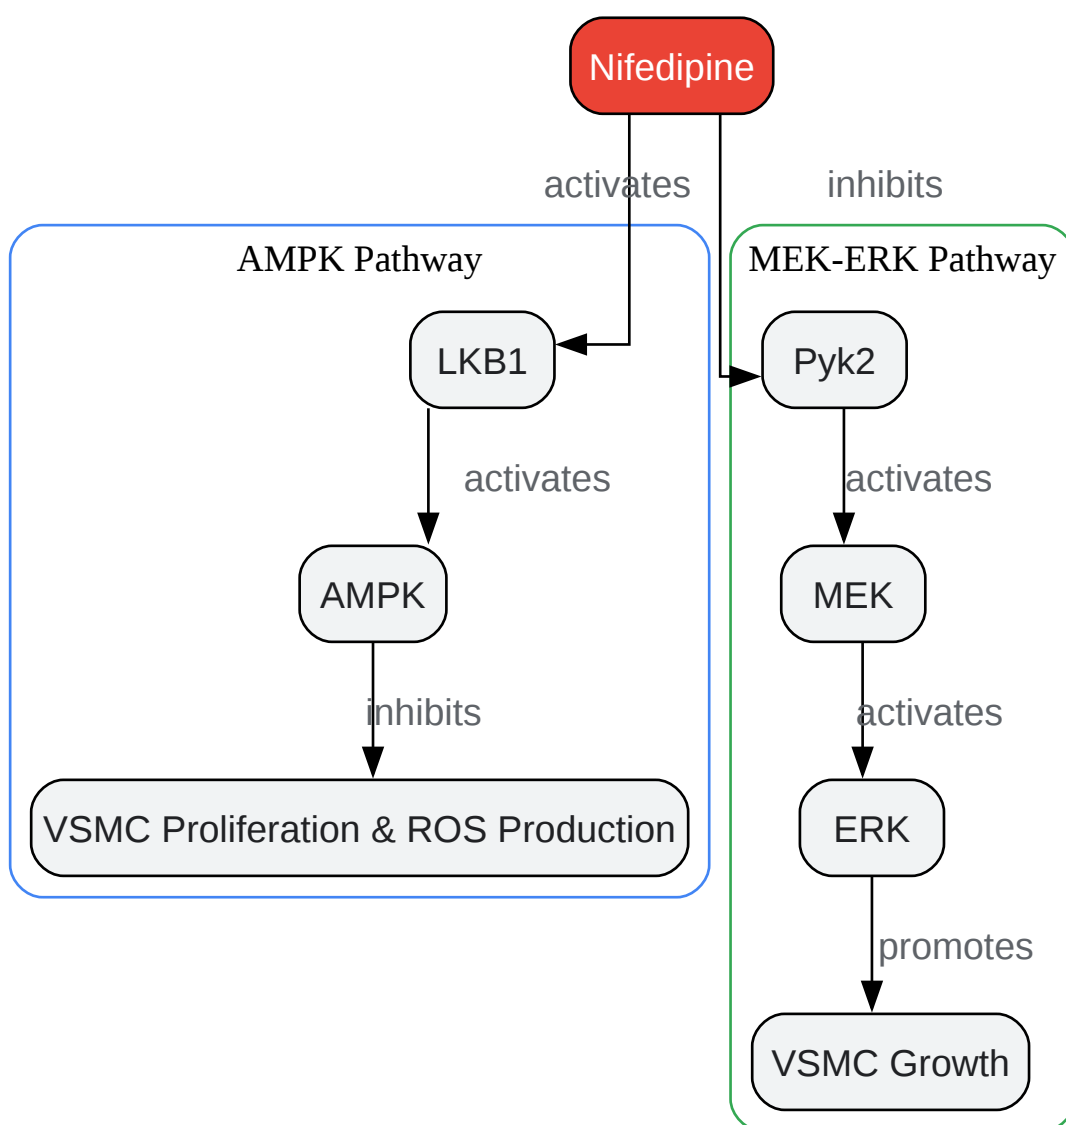 Nifedipine
activates
inhibits
AMPK Pathway
MEK-ERK Pathway
LKB1
Pyk2
activates
activates
AMPK
MEK
inhibits
activates
VSMC Proliferation & ROS Production
ERK
promotes
VSMC Growth